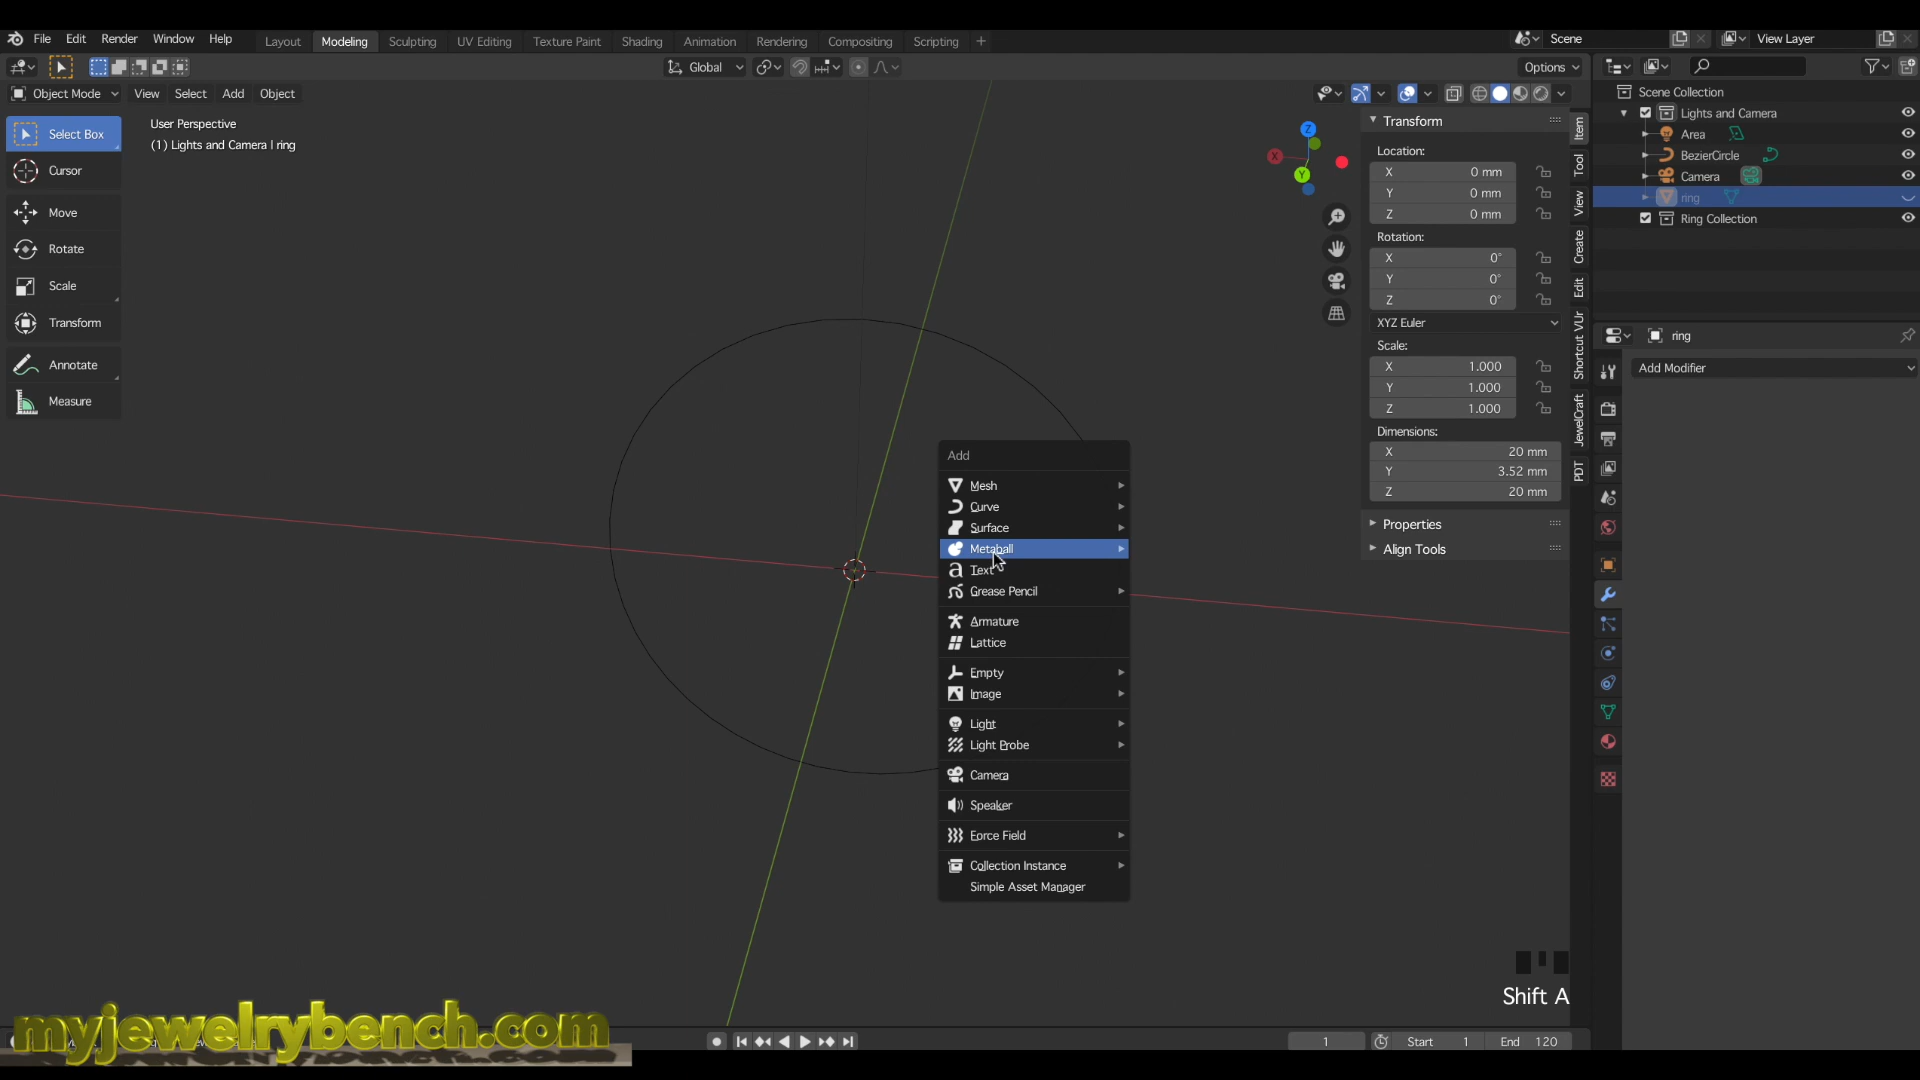 File Edit Render Window Help Layout Modeling Sculpting UV Editing Texture Paint Shading Animation Rendering Compositing Scripting + Scene View Layer
Global Options
Object Mode View Select Add Object
User Perspective
(1) Lights and Camera | ring
Select Box
Cursor
Move
Rotate
Scale
Transform
Annotate
Measure
Z
X
Y
Add
Mesh
Curve
Surface
Metaball
Text
Grease Pencil
Armature
Lattice
Empty
Image
Light
Light Probe
Camera
Speaker
Force Field
Collection Instance
Simple Asset Manager
Transform
Location:
X 0 mm
Y 0 mm
Z 0 mm
Rotation:
X 0°
Y 0°
Z 0°
XYZ Euler
Scale:
X 1.000
Y 1.000
Z 1.000
Dimensions:
X 20 mm
Y 3.52 mm
Z 20 mm
Properties
Align Tools
Item
Tool
View
Create
Edit
Shortcut VUr
JewelCraft
PDT
Scene Collection
Lights and Camera
Area
BezierCircle
Camera
ring
Ring Collection
ring
Add Modifier
Shift A
myjewelrybench.com
1 Start 1 End 120